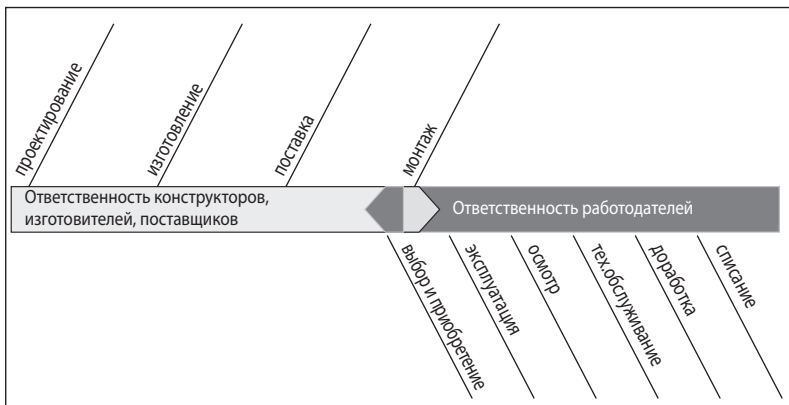 проектирование
изготовление
поставка
монтаж
Ответственность конструкторов,
изготовителей, поставщиков
Ответственность работодателей
выбор и приобретение
эксплуатация
осмотр
тех.обслуживание
доработка
списание